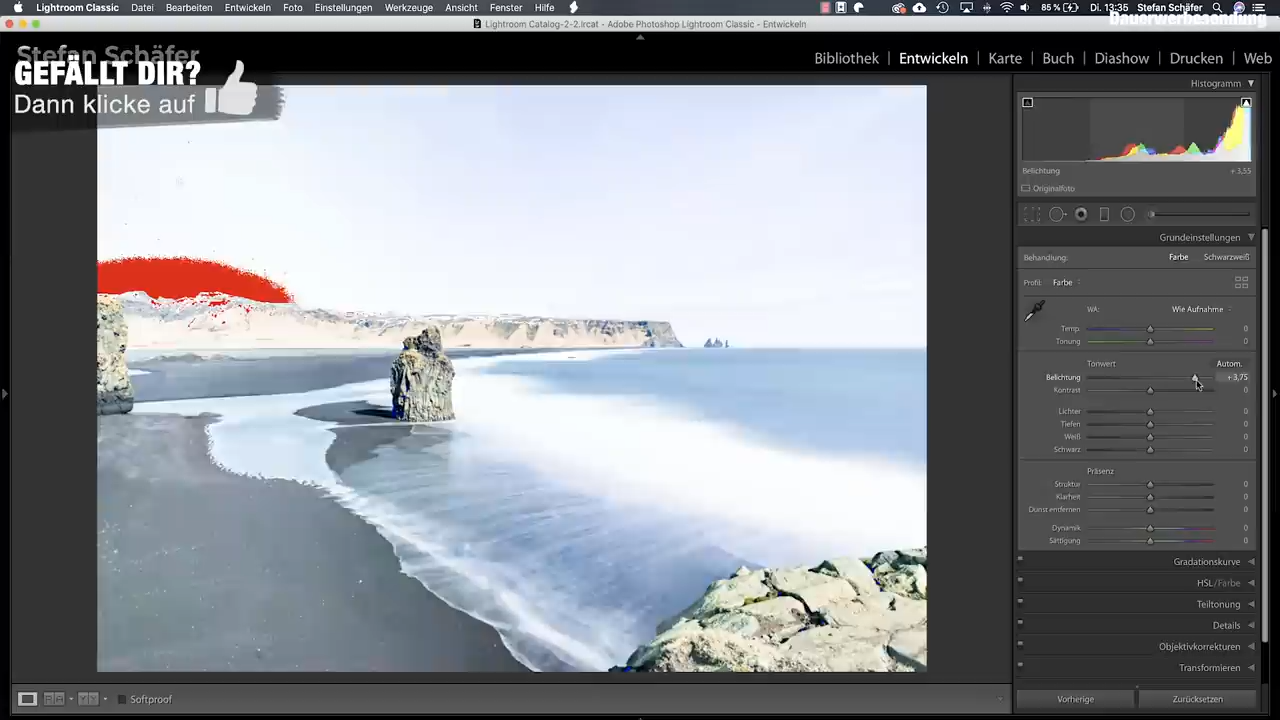 Lightroom Classic Datei Bearbeiten Entwickeln Foto Einstellungen Werkzeuge Ansicht Fenster Hilfe 85 % Di. 13:35 Stefan Schäfer
Lightroom Catalog-2-2.lrcat - Adobe Photoshop Lightroom Classic - Entwickeln
Dauerwerbesendung
Stefan Schäfer
GEFÄLLT DIR?
Dann klicke auf
Bibliothek | Entwickeln | Karte | Buch | Diashow | Drucken | Web
Histogramm
Belichtung + 3,55
Originalfoto
Grundeinstellungen
Behandlung: Farbe Schwarzweiß
Profil: Farbe
WA: Wie Aufnahme
Temp. 0
Tonung 0
Tonwert Autom.
Belichtung +3,75
Kontrast 0
Lichter 0
Tiefen 0
Weiß 0
Schwarz 0
Präsenz
Struktur 0
Klarheit 0
Dunst entfernen 0
Dynamik 0
Sättigung 0
Gradationskurve
HSL/Farbe
Teiltonung
Details
Objektivkorrekturen
Transformieren
Softproof
Vorherige Zurücksetzen